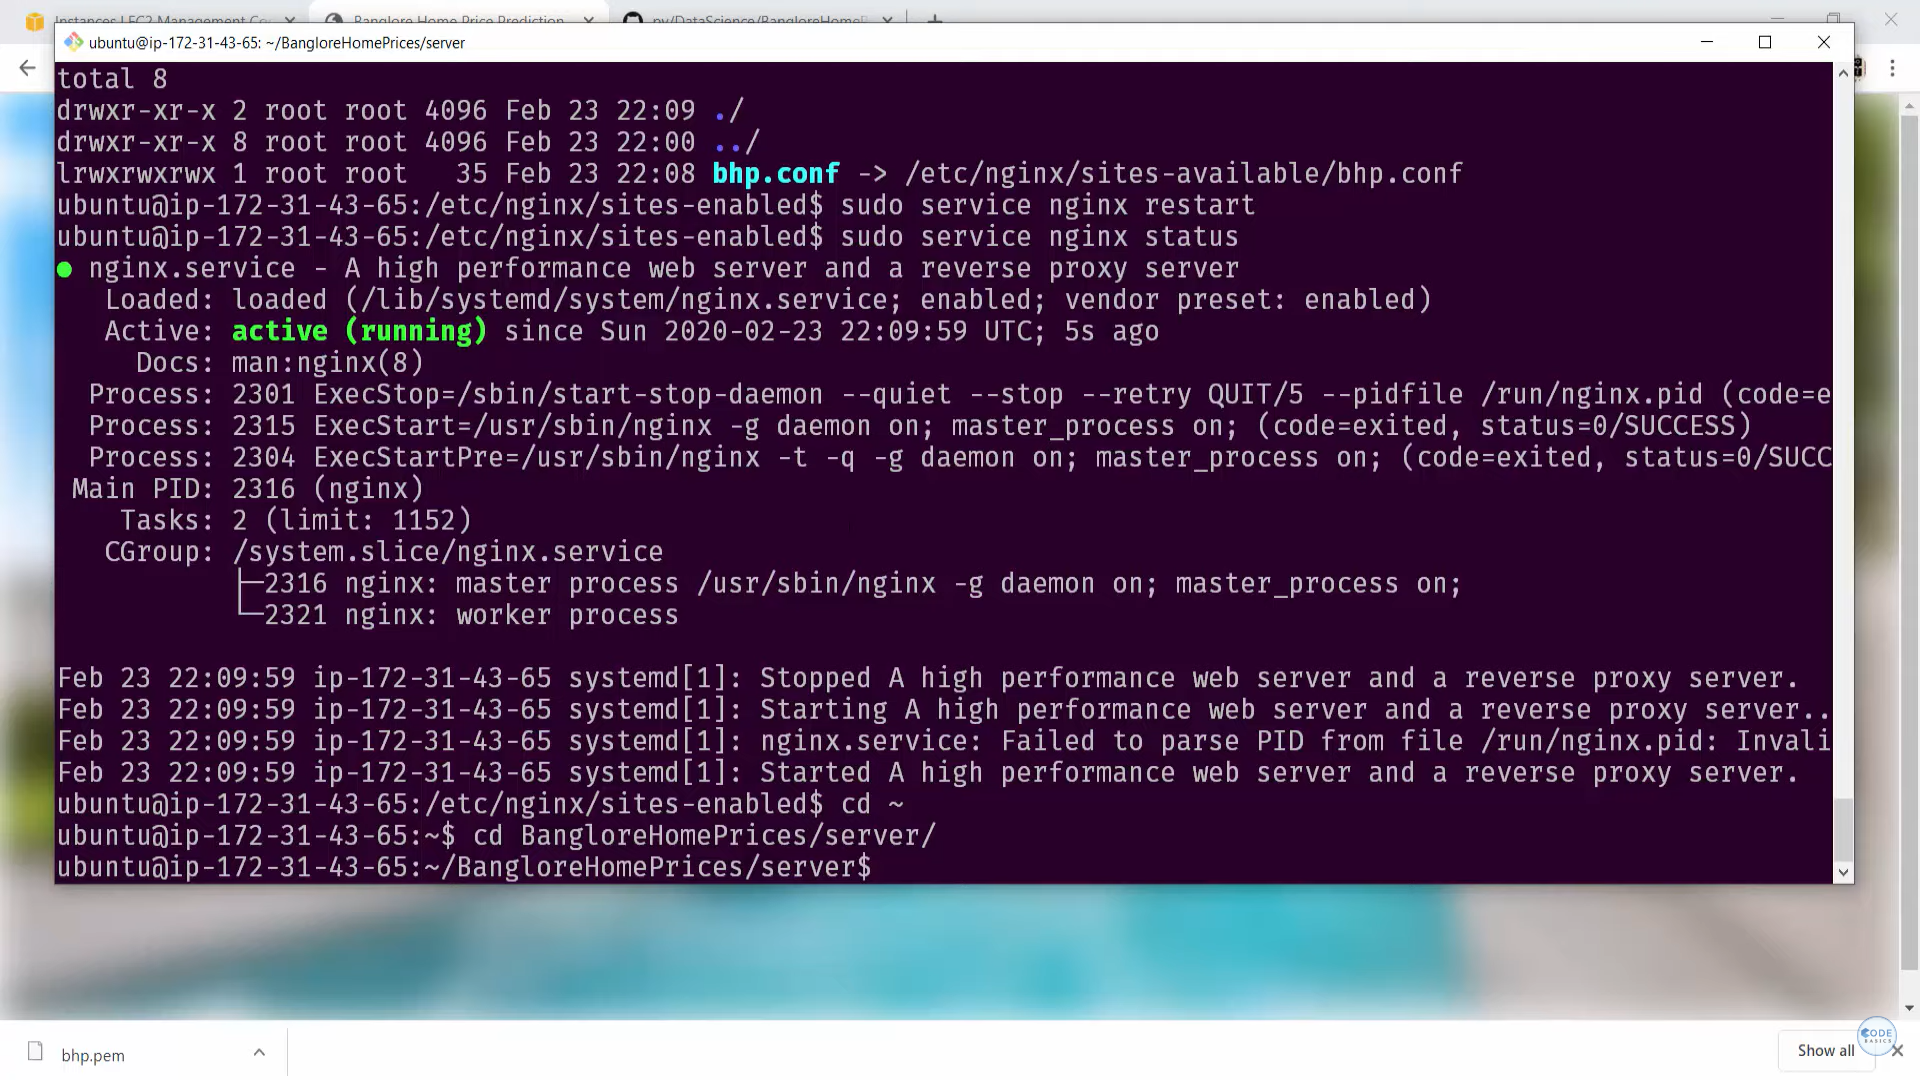 Banglore Home Price Prediction
ubuntu@ip-172-31-43-65: ~/BangloreHomePrices/server
total 8
drwxr-xr-x 2 root root 4096 Feb 23 22:09 ./
drwxr-xr-x 8 root root 4096 Feb 23 22:00 ../
lrwxrwxrwx 1 root root   35 Feb 23 22:08 bhp.conf -> /etc/nginx/sites-available/bhp.conf
ubuntu@ip-172-31-43-65:/etc/nginx/sites-enabled$ sudo service nginx restart
ubuntu@ip-172-31-43-65:/etc/nginx/sites-enabled$ sudo service nginx status
● nginx.service - A high performance web server and a reverse proxy server
Loaded: loaded (/lib/systemd/system/nginx.service; enabled; vendor preset: enabled)
Active: active (running) since Sun 2020-02-23 22:09:59 UTC; 5s ago
Docs: man:nginx(8)
Process: 2301 ExecStop=/sbin/start-stop-daemon --quiet --stop --retry QUIT/5 --pidfile /run/nginx.pid (code=e
Process: 2315 ExecStart=/usr/sbin/nginx -g daemon on; master_process on; (code=exited, status=0/SUCCESS)
Process: 2304 ExecStartPre=/usr/sbin/nginx -t -q -g daemon on; master_process on; (code=exited, status=0/SUCC
Main PID: 2316 (nginx)
Tasks: 2 (limit: 1152)
CGroup: /system.slice/nginx.service
├─2316 nginx: master process /usr/sbin/nginx -g daemon on; master_process on;
└─2321 nginx: worker process
Feb 23 22:09:59 ip-172-31-43-65 systemd[1]: Stopped A high performance web server and a reverse proxy server.
Feb 23 22:09:59 ip-172-31-43-65 systemd[1]: Starting A high performance web server and a reverse proxy server..
Feb 23 22:09:59 ip-172-31-43-65 systemd[1]: nginx.service: Failed to parse PID from file /run/nginx.pid: Invali
Feb 23 22:09:59 ip-172-31-43-65 systemd[1]: Started A high performance web server and a reverse proxy server.
ubuntu@ip-172-31-43-65:/etc/nginx/sites-enabled$ cd ~
ubuntu@ip-172-31-43-65:~$ cd BangloreHomePrices/server/
ubuntu@ip-172-31-43-65:~/BangloreHomePrices/server$
bhp.pem
Show all
CODE
BASICS